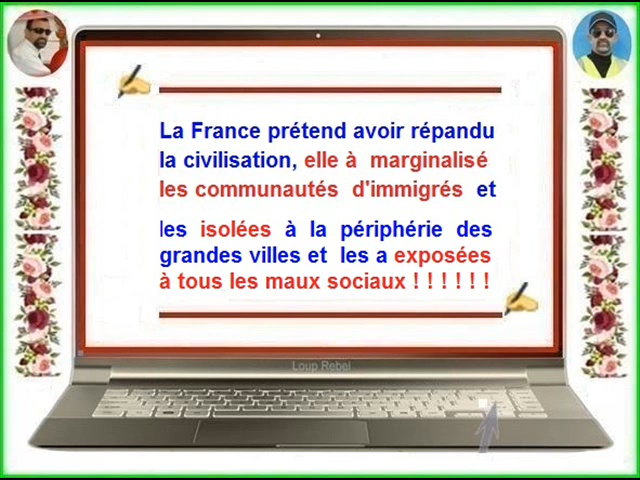 La France prétend avoir répandu
la civilisation, elle à marginalisé
les communautés d'immigrés et
les isolées à la périphérie des
grandes villes et les a exposées
à tous les maux sociaux ! ! ! ! ! !
Loup Rebel